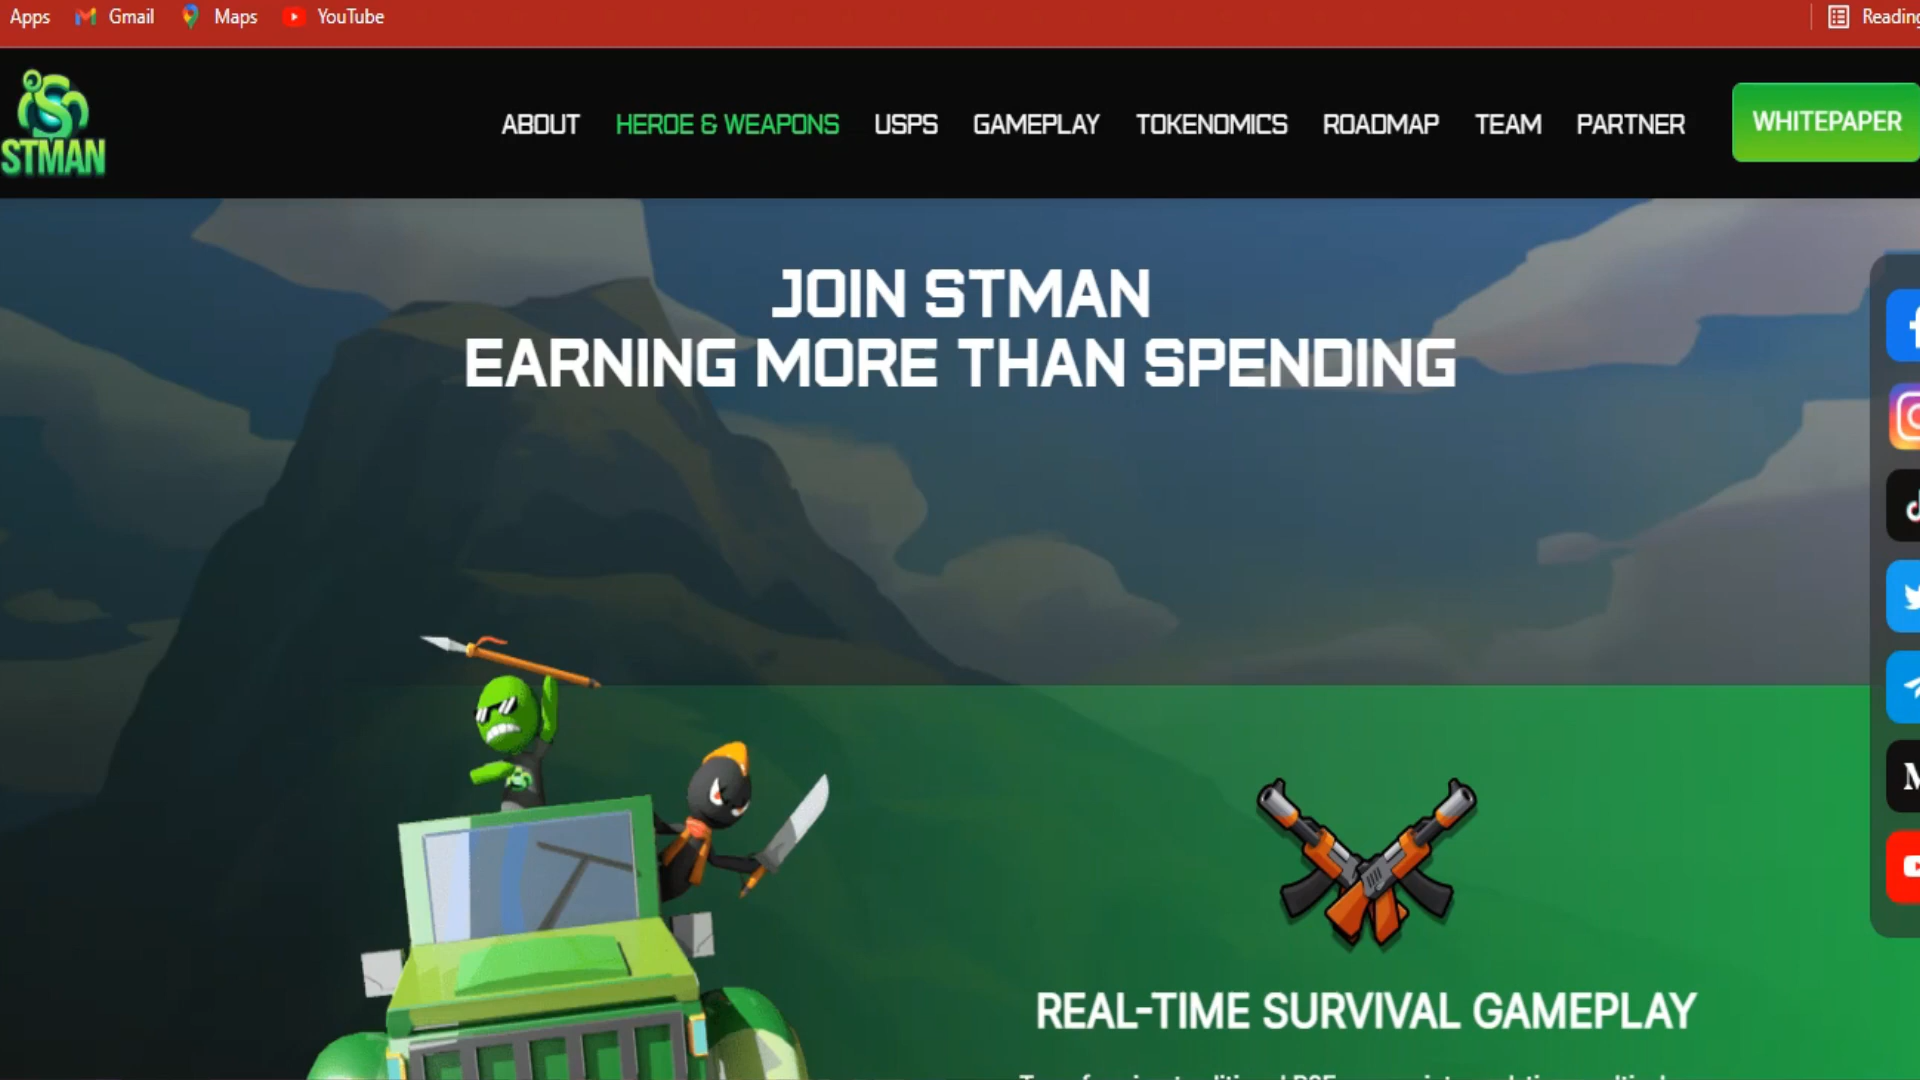 Apps Gmail Maps YouTube Reading
STMAN
ABOUT HEROE & WEAPONS USPS GAMEPLAY TOKENOMICS ROADMAP TEAM PARTNER WHITEPAPER
JOIN STMAN
EARNING MORE THAN SPENDING
REAL-TIME SURVIVAL GAMEPLAY